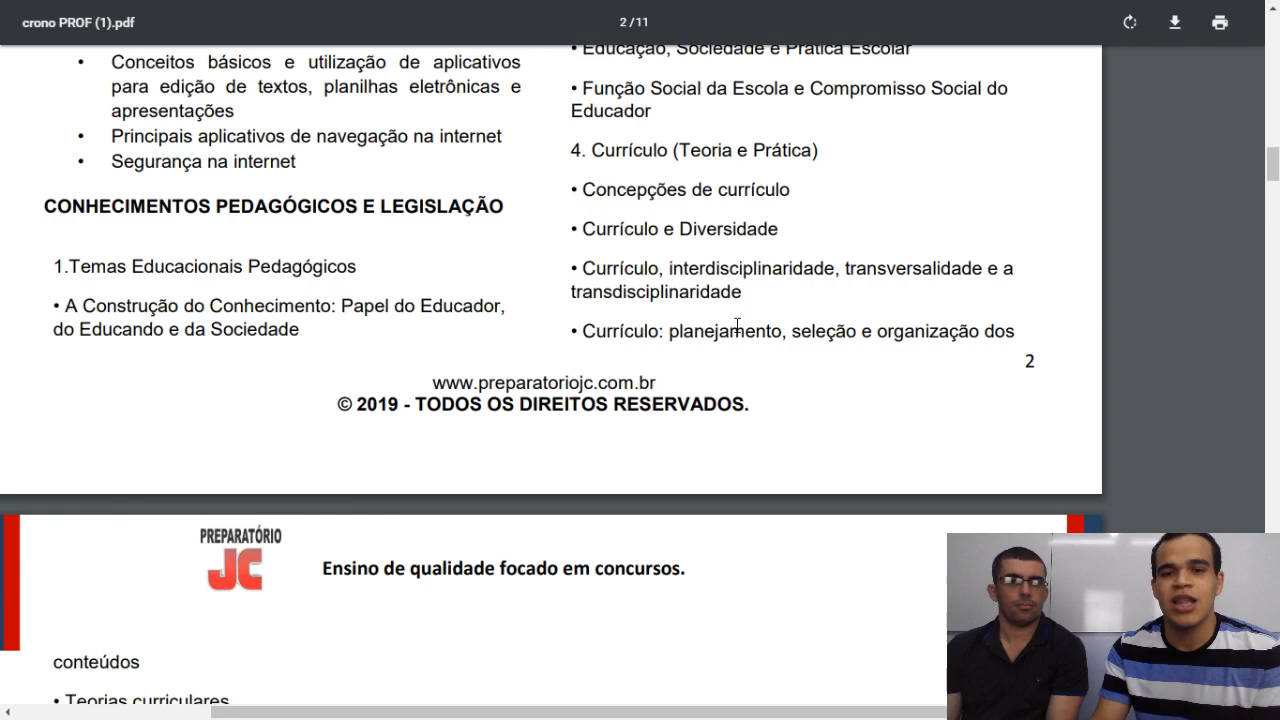 crono PROF (1).pdf
2 / 11
• Conceitos básicos e utilização de aplicativos
para edição de textos, planilhas eletrônicas e
apresentações
• Principais aplicativos de navegação na internet
• Segurança na internet
CONHECIMENTOS PEDAGÓGICOS E LEGISLAÇÃO
1.Temas Educacionais Pedagógicos
• A Construção do Conhecimento: Papel do Educador,
do Educando e da Sociedade
• Educação, Sociedade e Prática Escolar
• Função Social da Escola e Compromisso Social do
Educador
4. Currículo (Teoria e Prática)
• Concepções de currículo
• Currículo e Diversidade
• Currículo, interdisciplinaridade, transversalidade e a
transdisciplinaridade
• Currículo: planejamento, seleção e organização dos
2
www.preparatoriojc.com.br
© 2019 - TODOS OS DIREITOS RESERVADOS.
PREPARATÓRIO
JC
Ensino de qualidade focado em concursos.
conteúdos
• Teorias curriculares